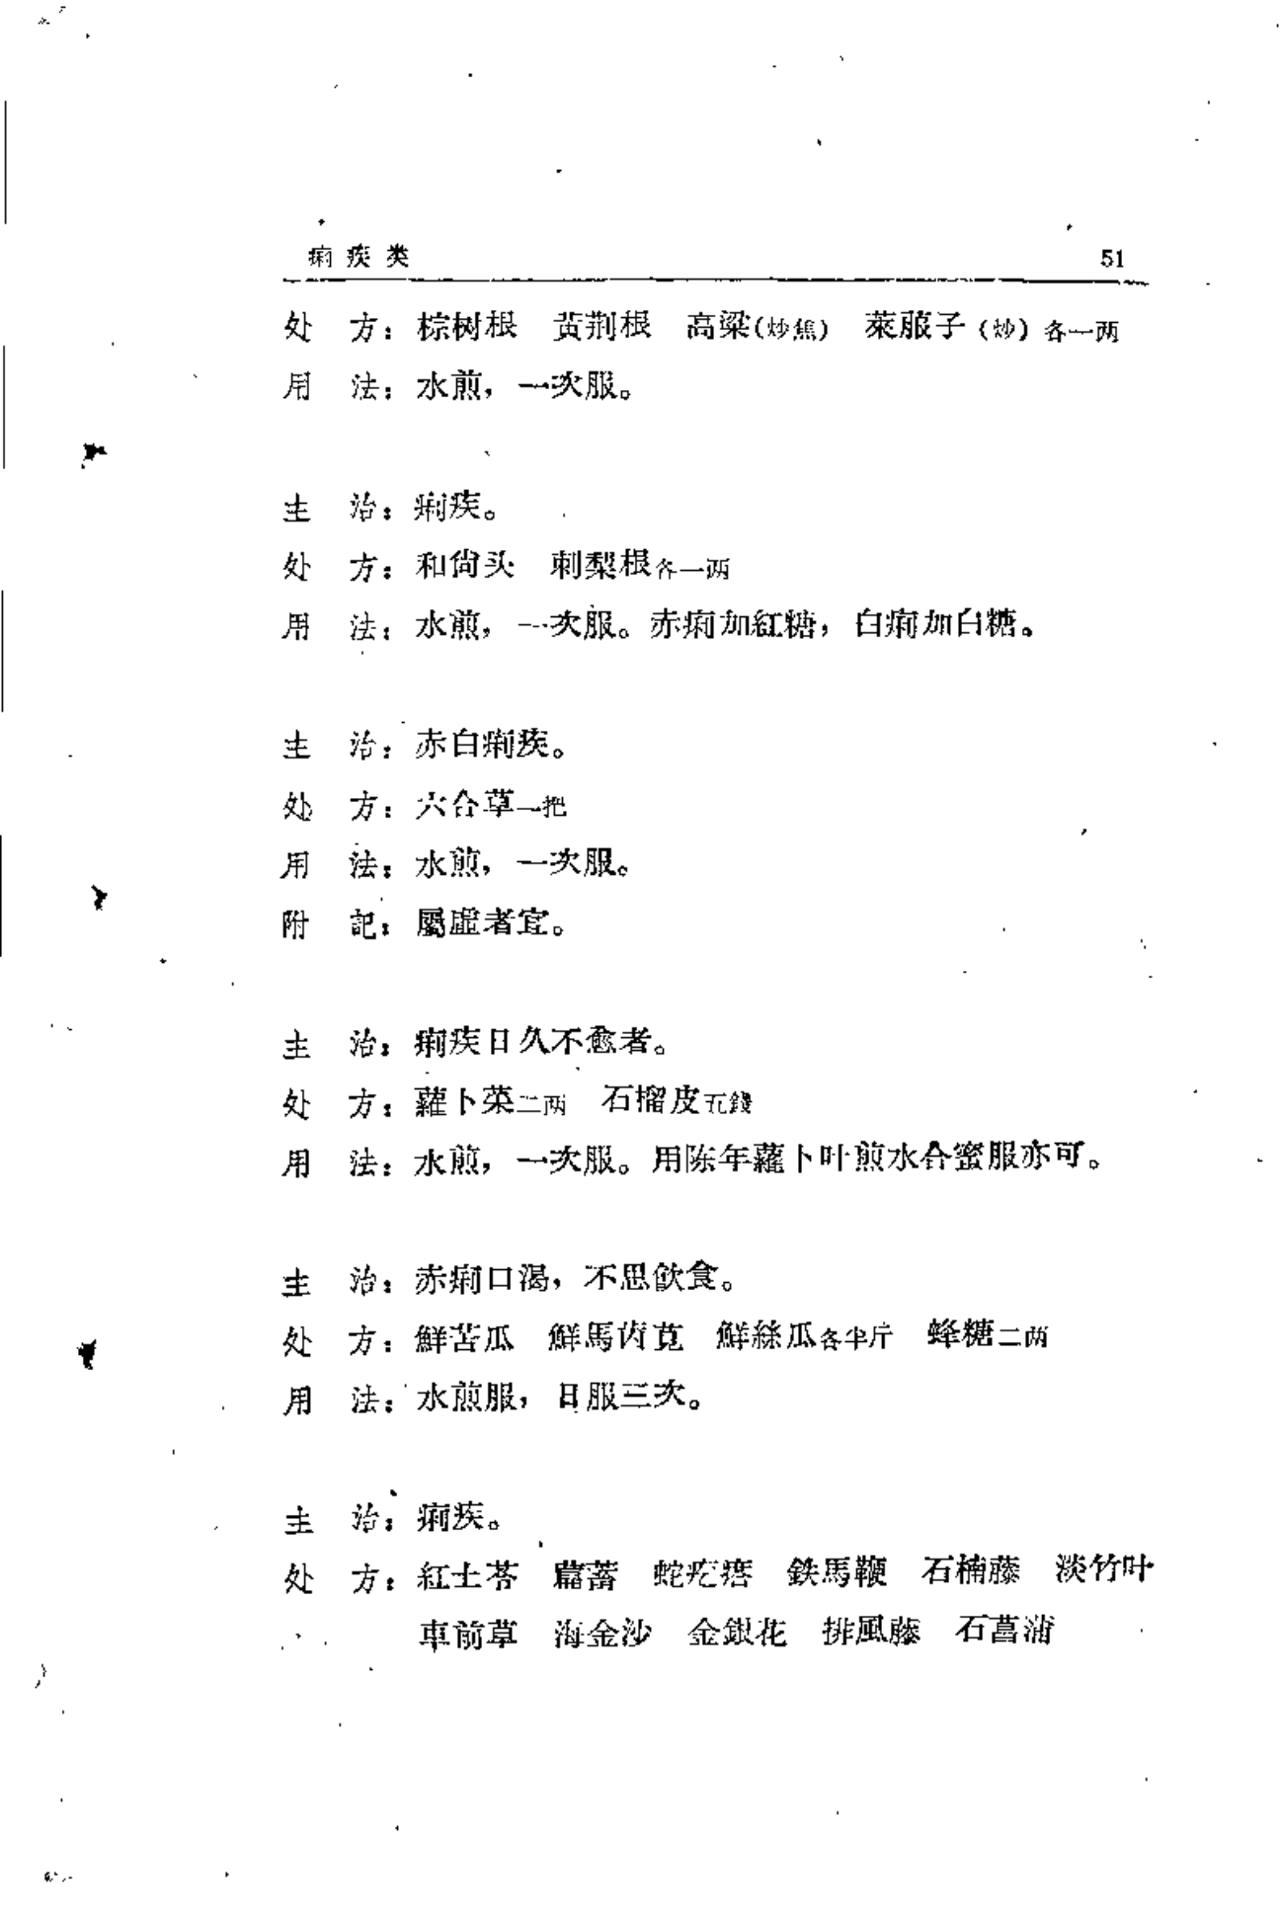 痢疾类 51
处 方：棕树根 黄荆根 高粱(炒焦) 萊菔子(炒)各一两
用 法：水煎，一次服。
主 治：痢疾。
处 方：和尙头 刺梨根各一两
用 法：水煎，一次服。赤痢加紅糖，白痢加白糖。
主 治：赤白痢疾。
处 方：六合草一把
用 法：水煎，一次服。
附 記：屬虛者宜。
主 治：痢疾日久不愈者。
处 方：蘿卜菜二两 石榴皮五錢
用 法：水煎，一次服。用陈年蘿卜叶煎水合蜜服亦可。
主 治：赤痢口渴，不思飲食。
处 方：鮮苦瓜 鮮馬齿莧 鮮絲瓜各半斤 蜂糖二两
用 法：水煎服，日服三次。
主 治：痢疾。
处 方：紅土苓 萹蓄 蛇疙瘩 鉄馬鞭 石楠藤 淡竹叶
車前草 海金沙 金銀花 排風藤 石菖蒲